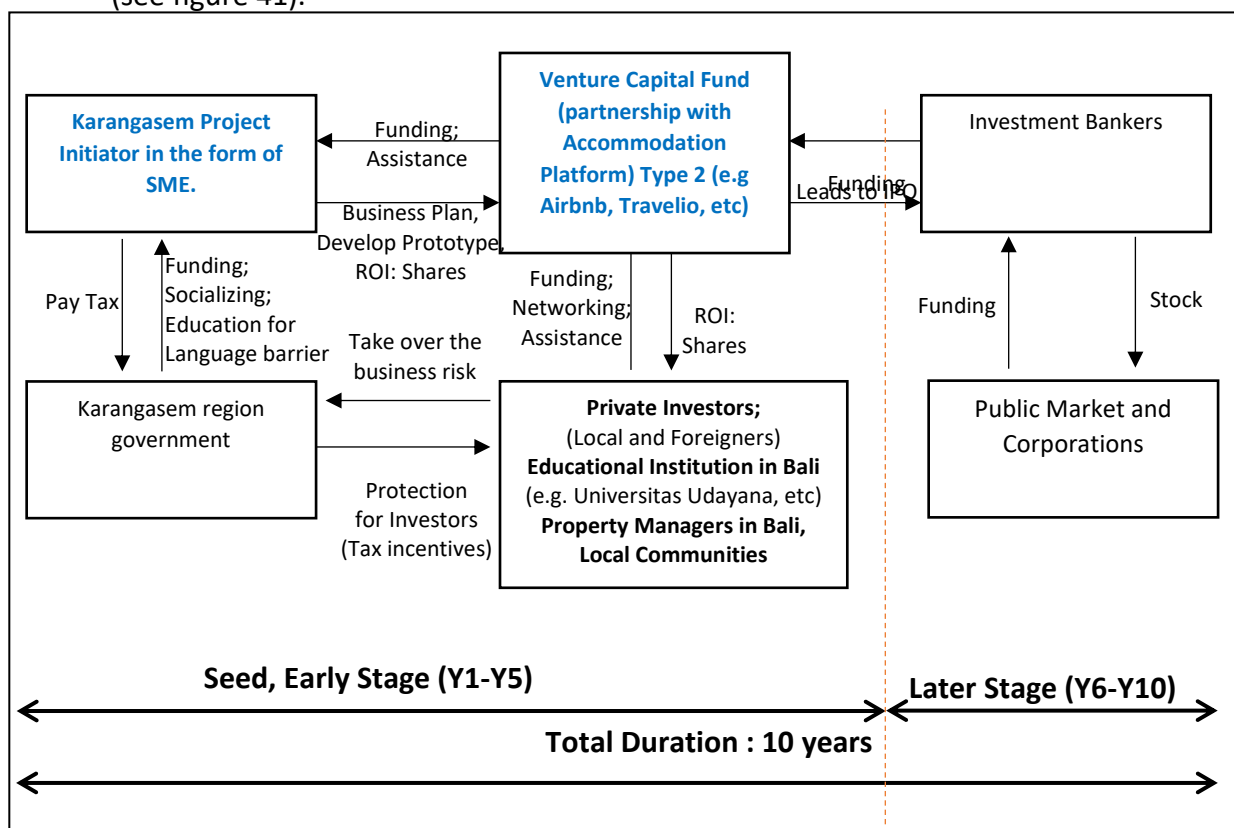 (see figure 41).
Karangasem Project
Initiator in the form of
SME.
Funding;
Assistance
Business Plan,
Develop Prototype,
ROI: Shares
Venture Capital Fund
(partnership with
Accommodation
Platform) Type 2 (e.g
Airbnb, Travelio, etc)
Funding
Leads to IPO
Investment Bankers
Pay Tax
Funding;
Socializing;
Education for
Language barrier
Funding;
Networking;
Assistance
ROI:
Shares
Funding
Stock
Take over the
business risk
Karangasem region
government
Protection
for Investors
(Tax incentives)
Private Investors;
(Local and Foreigners)
Educational Institution in Bali
(e.g. Universitas Udayana, etc)
Property Managers in Bali,
Local Communities
Public Market and
Corporations
Seed, Early Stage (Y1-Y5)
Later Stage (Y6-Y10)
Total Duration : 10 years